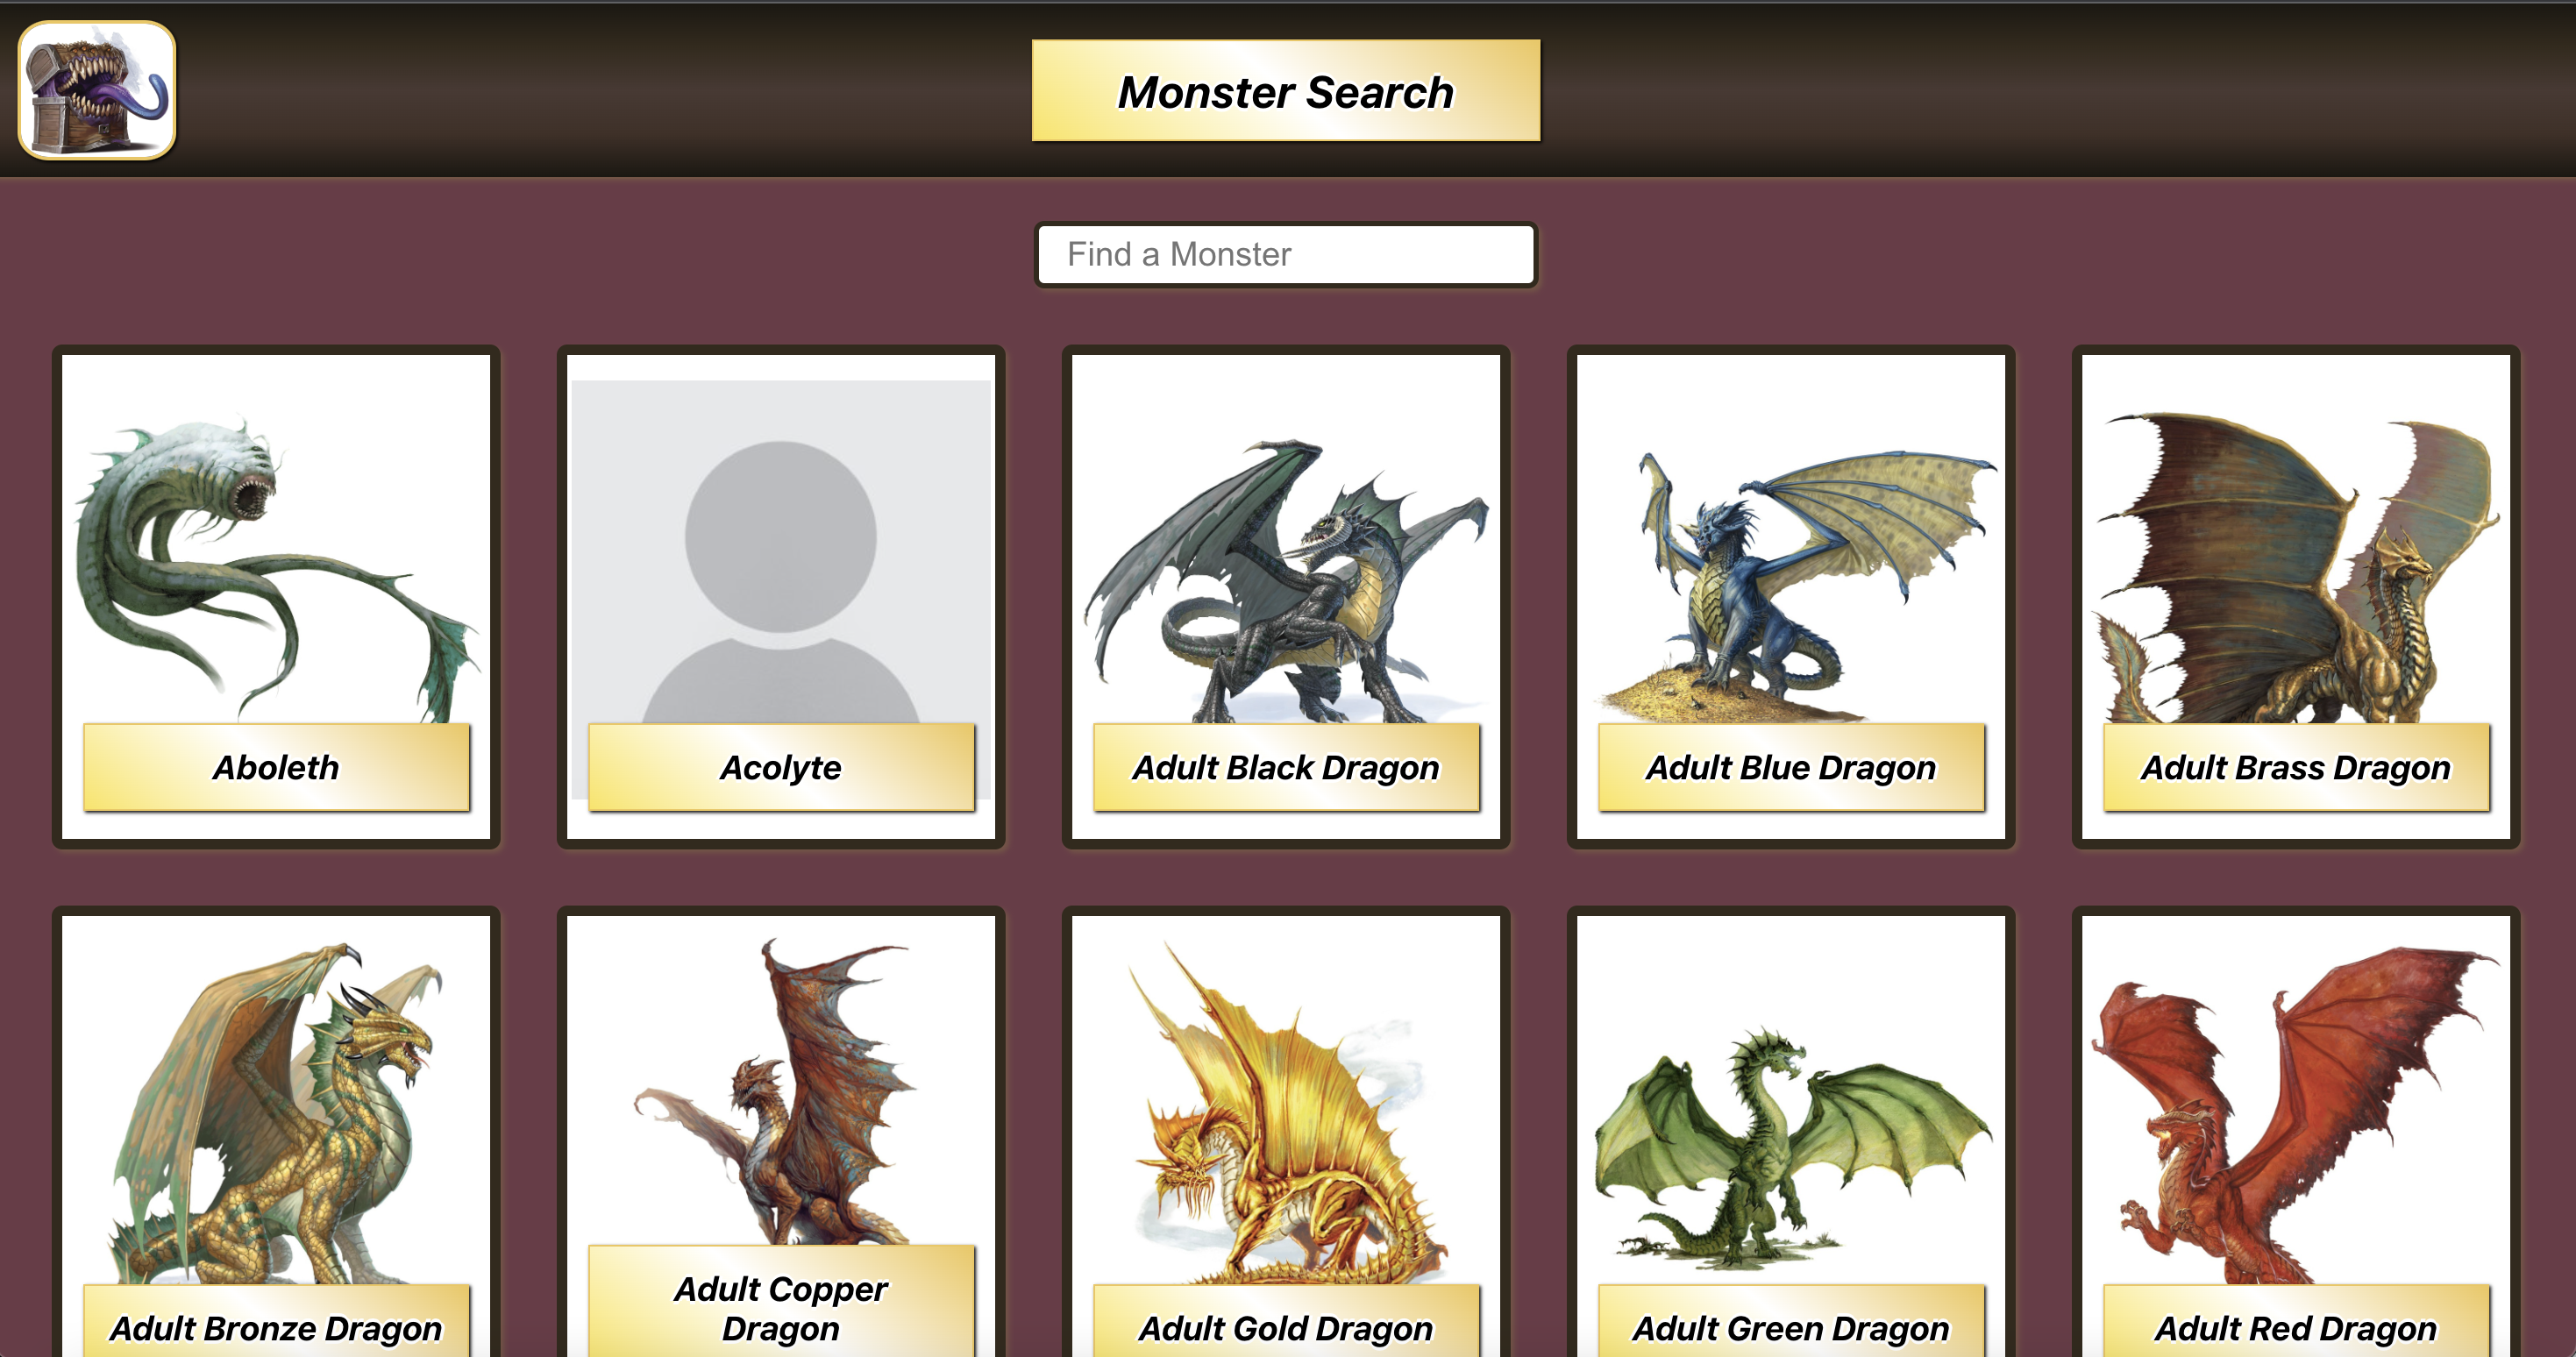 Monster Search
Find a Monster
Aboleth
Acolyte
Adult Black Dragon
Adult Blue Dragon
Adult Brass Dragon
Adult Bronze Dragon
Adult Copper
Dragon
Adult Gold Dragon
Adult Green Dragon
Adult Red Dragon